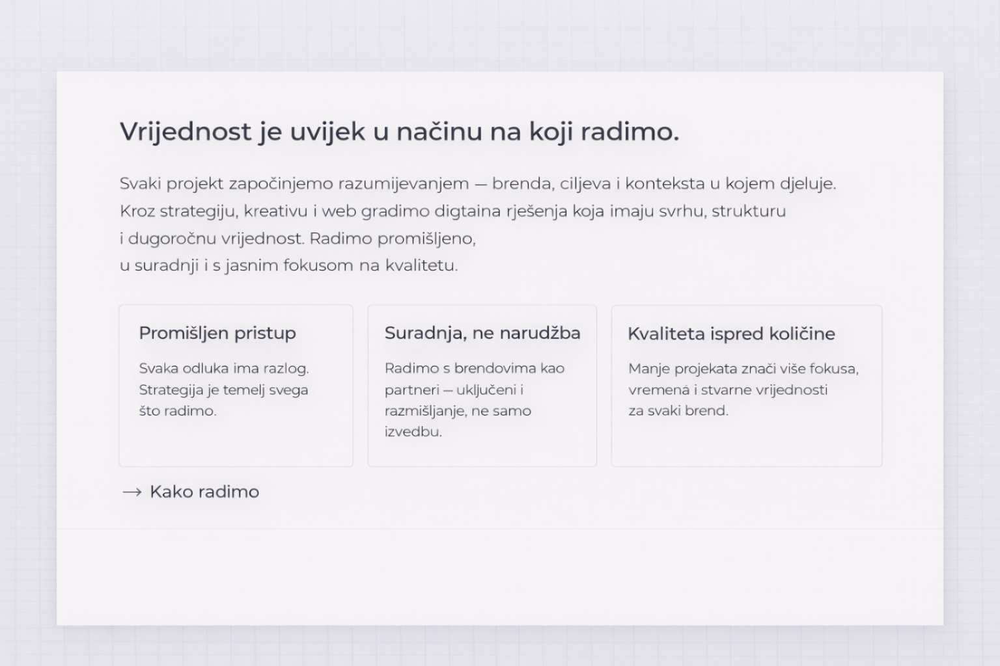 Vrijednost je uvijek u načinu na koji radimo.
Svaki projekt započinjemo razumijevanjem — brenda, ciljeva i konteksta u kojem djeluje.
Kroz strategiju, kreativu i web gradimo digtaina rješenja koja imaju svrhu, strukturu
i dugoročnu vrijednost. Radimo promišljeno,
u suradnji i s jasnim fokusom na kvalitetu.
Promišljen pristup
Svaka odluka ima razlog.
Strategija je temelj svega
što radimo.
Suradnja, ne narudžba
Radimo s brendovima kao
partneri — uključeni i
razmišljanje, ne samo
izvedbu.
Kvaliteta ispred količine
Manje projekata znači više fokusa,
vremená i stvarne vrijednosti
za svaki brend.
→ Kako radimo